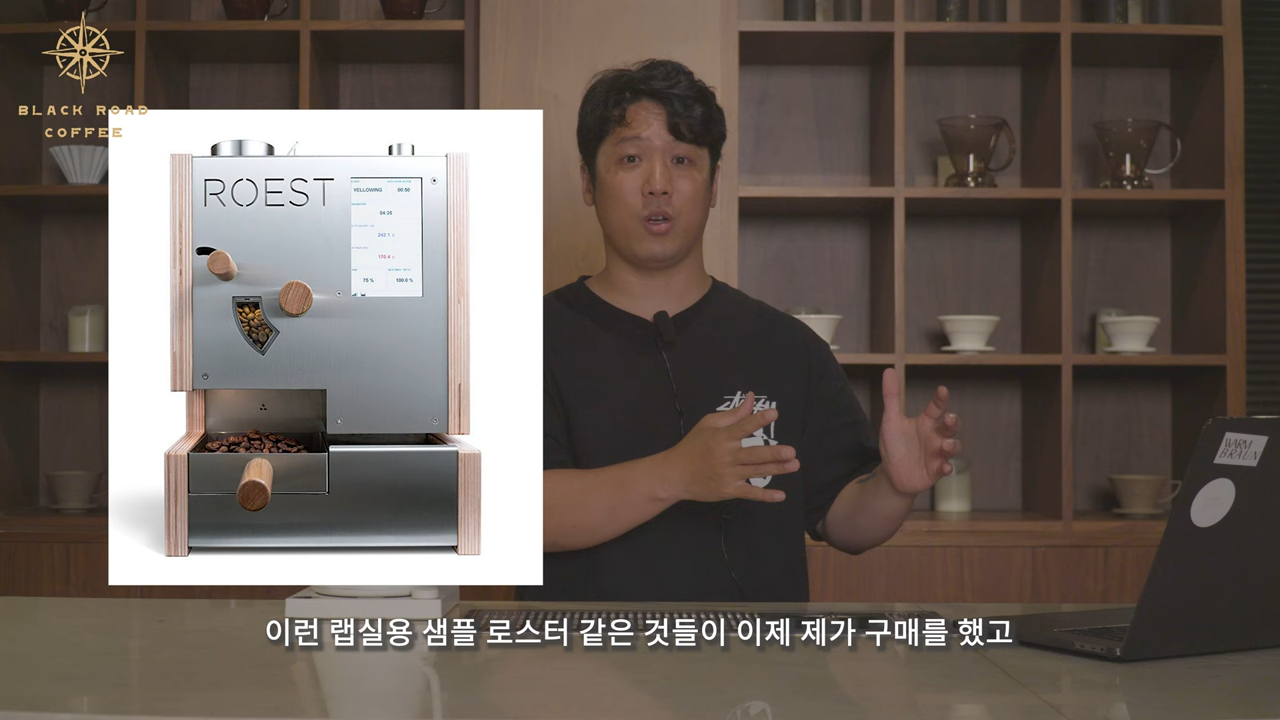 BLACK ROAD
COFFEE
ROEST
YELLOWING 00:50
04:26
242.1
170.4
75 % 100.0 %
WARM
BRAUN
이런 랩실용 샘플 로스터 같은 것들이 이제 제가 구매를 했고